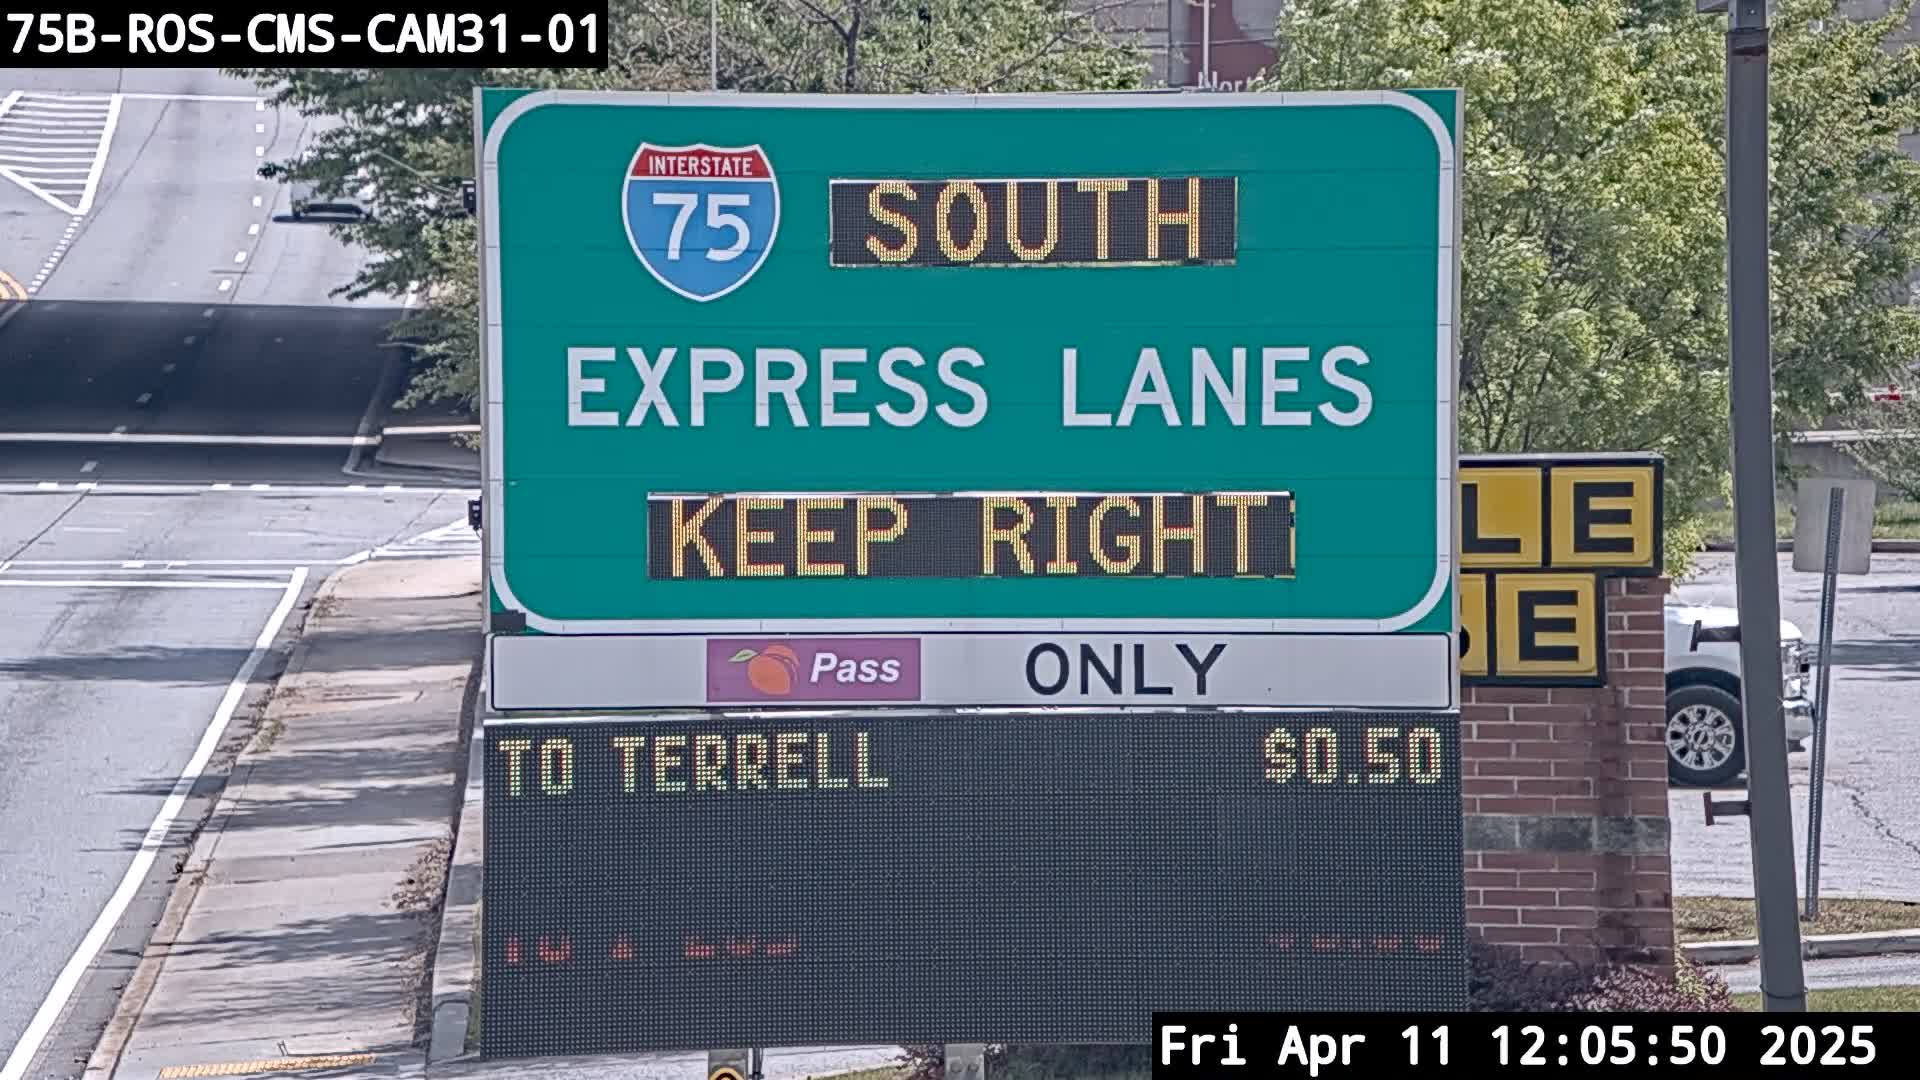 75B-ROS-CMS-CAM31-01
INTERSTATE
75
SOUTH
EXPRESS LANES
KEEP RIGHT
Pass ONLY
TO TERRELL $0.50
LE
E
Fri Apr 11 12:05:50 2025